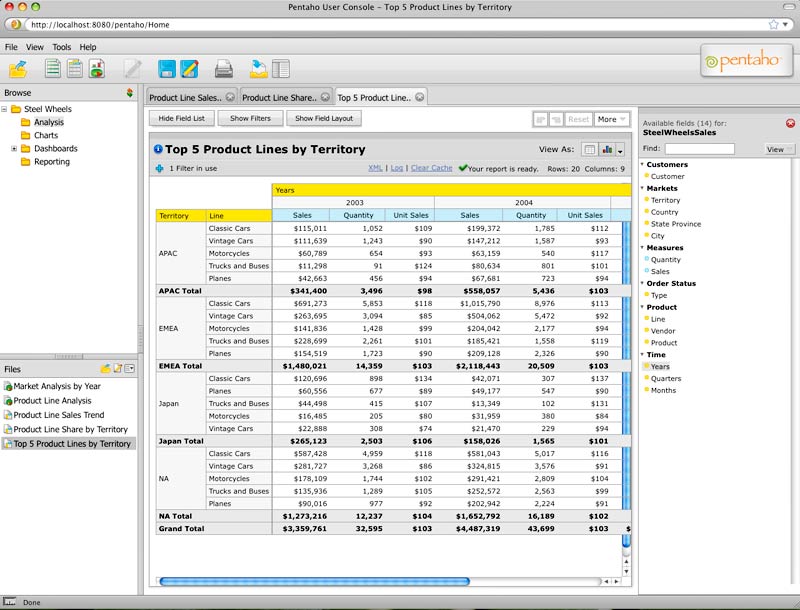 Pentaho User Console – Top 5 Product Lines by Territory
http://localhost:8080/pentaho/Home
File View Tools Help
pentaho
Browse
Steel Wheels
Analysis
Charts
Dashboards
Reporting
Files
Market Analysis by Year
Product Line Analysis
Product Line Sales Trend
Product Line Share by Territory
Top 5 Product Lines by Territory
Product Line Sales.. Product Line Share.. Top 5 Product Line..
Hide Field List Show Filters Show Field Layout Reset More
Top 5 Product Lines by Territory View As:
1 Filter in use XML | Log | Clear Cache Your report is ready. Rows: 20 Columns: 9
Years
2003 2004
Territory Line Sales Quantity Unit Sales Sales Quantity Unit Sales
APAC Classic Cars $115,011 1,052 $109 $199,372 1,785 $112
Vintage Cars $111,639 1,243 $90 $147,212 1,587 $93
Motorcycles $60,789 654 $93 $63,159 540 $117
Trucks and Buses $11,298 91 $124 $80,634 801 $101
Planes $42,663 456 $94 $67,681 723 $94
APAC Total $341,400 3,496 $98 $558,057 5,436 $103
EMEA Classic Cars $691,273 5,853 $118 $1,015,790 8,976 $113
Vintage Cars $263,695 3,094 $85 $504,062 5,472 $92
Motorcycles $141,836 1,428 $99 $204,042 2,177 $94
Trucks and Buses $228,699 2,261 $101 $185,421 1,558 $119
Planes $154,519 1,723 $90 $209,128 2,326 $90
EMEA Total $1,480,021 14,359 $103 $2,118,443 20,509 $103
Japan Classic Cars $120,696 898 $134 $42,071 307 $137
Planes $60,556 677 $89 $49,177 547 $90
Trucks and Buses $44,498 415 $107 $13,349 102 $131
Motorcycles $16,485 205 $80 $31,959 380 $84
Vintage Cars $22,888 308 $74 $21,470 229 $94
Japan Total $265,123 2,503 $106 $158,026 1,565 $101
NA Classic Cars $587,428 4,959 $118 $581,043 5,017 $116
Vintage Cars $281,727 3,268 $86 $324,815 3,576 $91
Motorcycles $178,109 1,744 $102 $291,421 2,809 $104
Trucks and Buses $135,936 1,289 $105 $252,572 2,563 $99
Planes $90,016 977 $92 $202,942 2,224 $91
NA Total $1,273,216 12,237 $104 $1,652,792 16,189 $102
Grand Total $3,359,761 32,595 $103 $4,487,319 43,699 $103 $
Available fields (14) for:
SteelWheelsSales
Find: View
Customers
Customer
Markets
Territory
Country
State Province
City
Measures
Quantity
Sales
Order Status
Type
Product
Line
Vendor
Product
Time
Years
Quarters
Months
Done